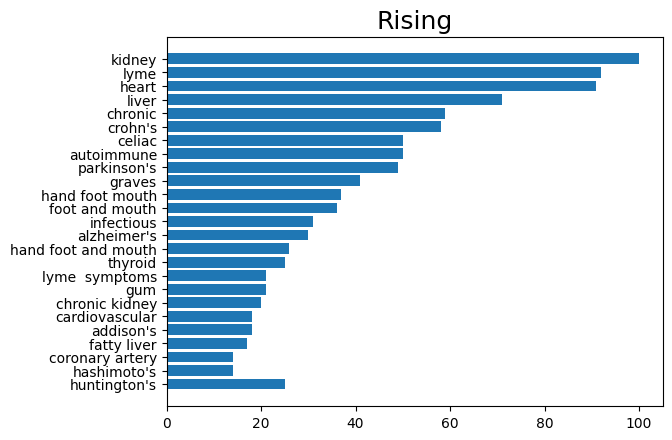 Rising
kidney
lyme
heart
liver
chronic
crohn's
celiac
autoimmune
parkinson's
graves
hand foot mouth
foot and mouth
infectious
alzheimer's
hand foot and mouth
thyroid
lyme  symptoms
gum
chronic kidney
cardiovascular
addison's
fatty liver
coronary artery
hashimoto's
huntington's
0 20 40 60 80 100